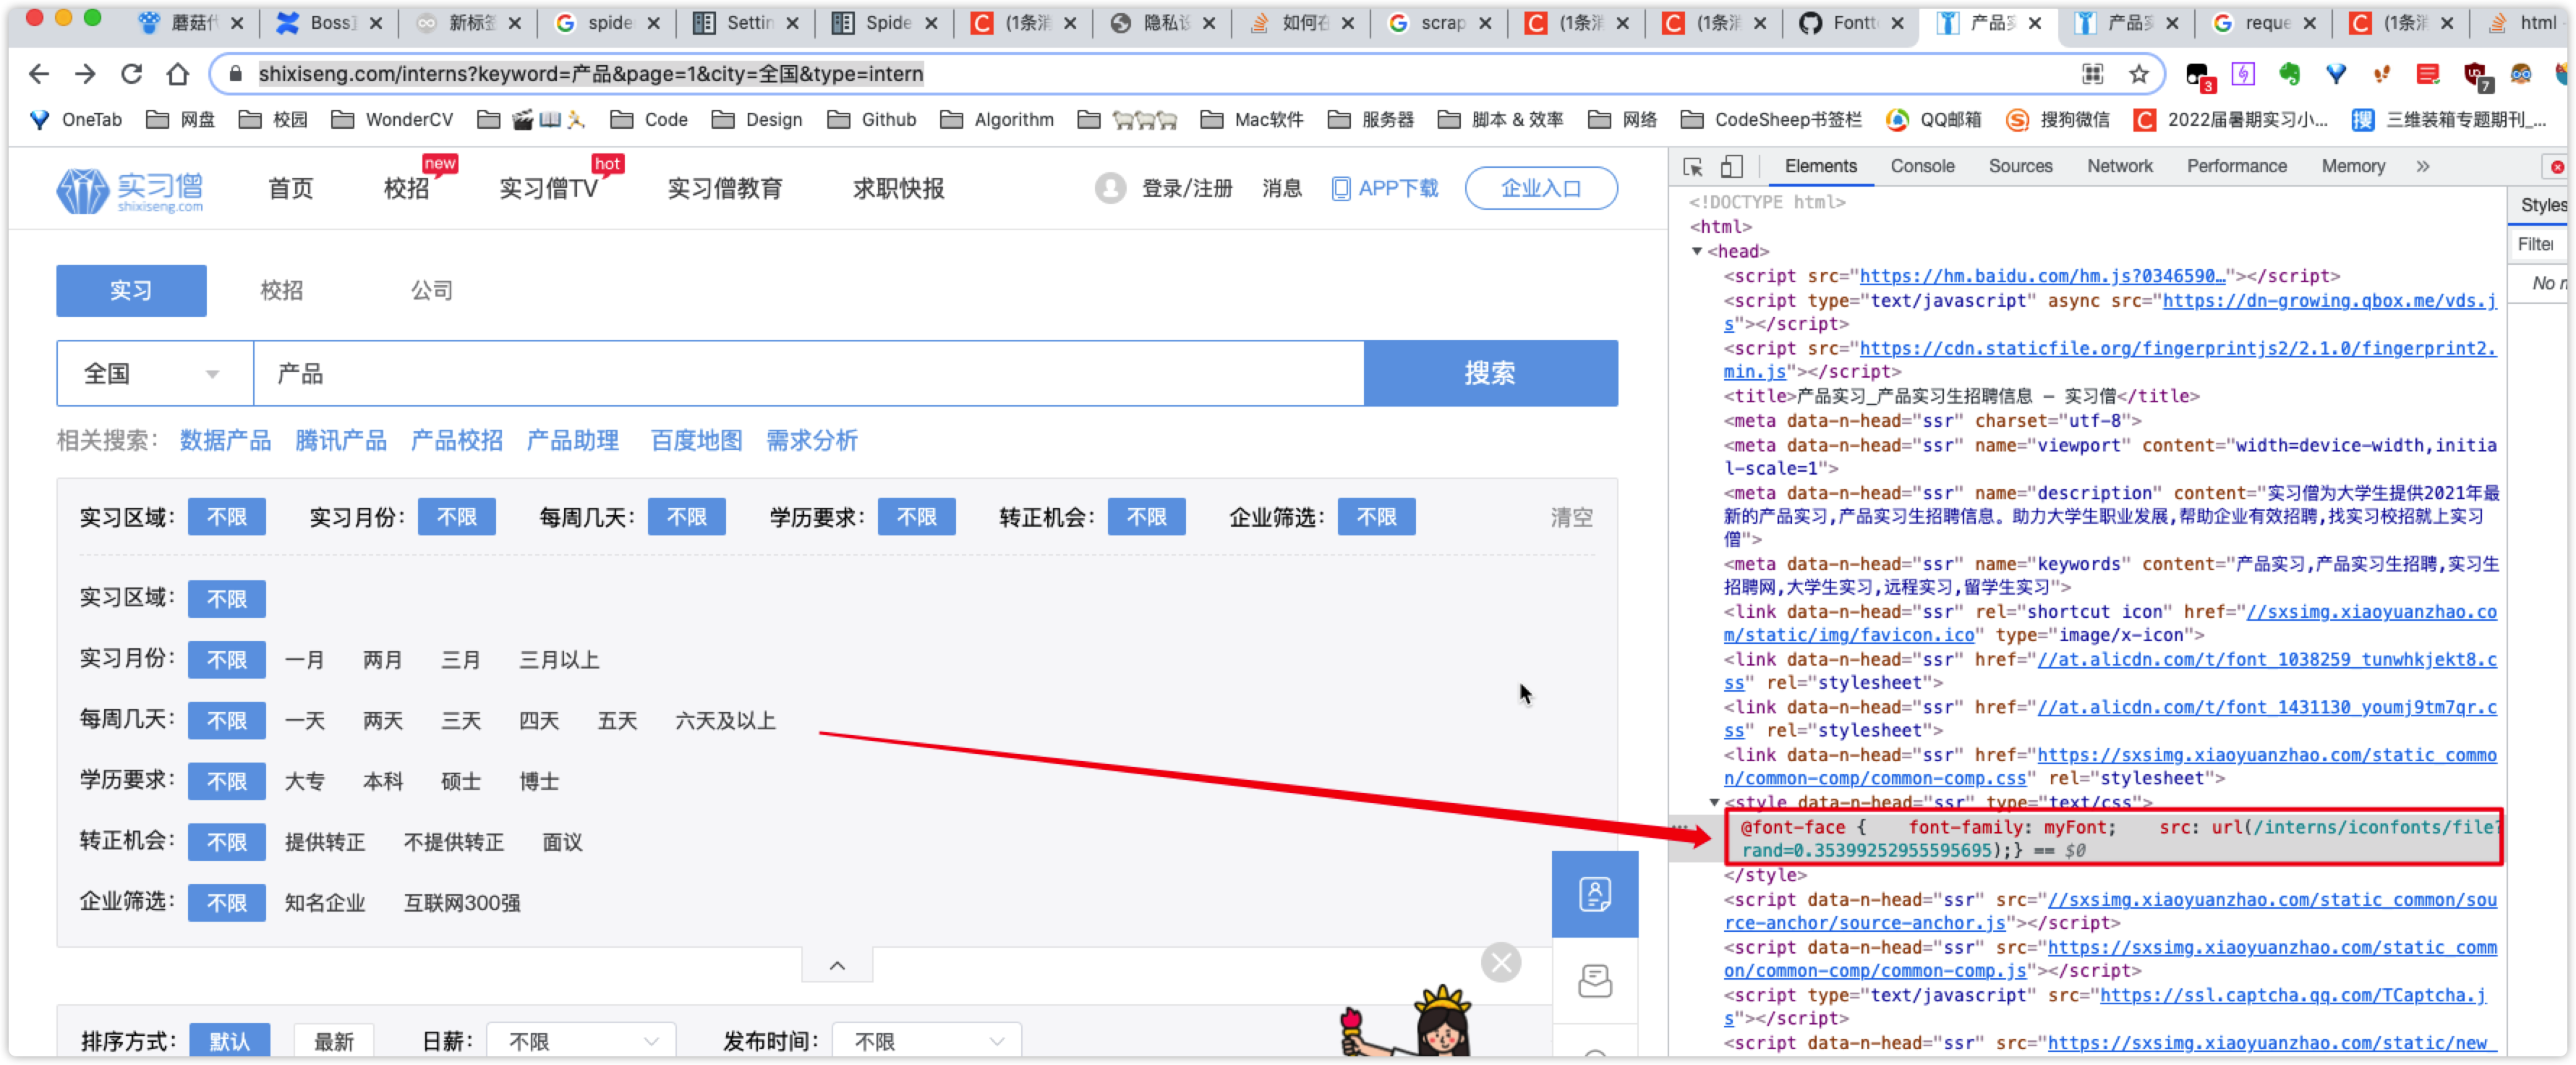 蘑菇代
Boss直
新标签
spide
Settin
Spide
(1条消
隐私设
如何在
scrap
(1条消
(1条消
Fontto
产品实
产品实
reque
(1条消
html
shixiseng.com/interns?keyword=产品&page=1&city=全国&type=intern
3
7
OneTab 网盘 校园 WonderCV Code Design Github Algorithm Mac软件 服务器 脚本 & 效率 网络 CodeSheep书签栏 QQ邮箱 搜狗微信 2022届暑期实习小... 三维装箱专题期刊_...
实习僧
shixiseng.com
首页 校招 new 实习僧TV hot 实习僧教育 求职快报 登录/注册 消息 APP下载 企业入口
实习 校招 公司
全国 产品 搜索
相关搜索: 数据产品 腾讯产品 产品校招 产品助理 百度地图 需求分析
实习区域: 不限 实习月份: 不限 每周几天: 不限 学历要求: 不限 转正机会: 不限 企业筛选: 不限 清空
实习区域: 不限
实习月份: 不限 一月 两月 三月 三月以上
每周几天: 不限 一天 两天 三天 四天 五天 六天及以上
学历要求: 不限 大专 本科 硕士 博士
转正机会: 不限 提供转正 不提供转正 面议
企业筛选: 不限 知名企业 互联网300强
排序方式: 默认 最新 日薪: 不限 发布时间: 不限
Elements Console Sources Network Performance Memory »
Styles
Filter
No
<!DOCTYPE html>
<html>
<head>
<script src="https://hm.baidu.com/hm.js?0346590…"></script>
<script type="text/javascript" async src="https://dn-growing.qbox.me/vds.j
s"></script>
<script src="https://cdn.staticfile.org/fingerprintjs2/2.1.0/fingerprint2.
min.js"></script>
<title>产品实习_产品实习生招聘信息 – 实习僧</title>
<meta data-n-head="ssr" charset="utf-8">
<meta data-n-head="ssr" name="viewport" content="width=device-width,initia
l-scale=1">
<meta data-n-head="ssr" name="description" content="实习僧为大学生提供2021年最
新的产品实习,产品实习生招聘信息。助力大学生职业发展,帮助企业有效招聘,找实习校招就上实习
僧">
<meta data-n-head="ssr" name="keywords" content="产品实习,产品实习生招聘,实习生
招聘网,大学生实习,远程实习,留学生实习">
<link data-n-head="ssr" rel="shortcut icon" href="//sxsimg.xiaoyuanzhao.co
m/static/img/favicon.ico" type="image/x-icon">
<link data-n-head="ssr" href="//at.alicdn.com/t/font_1038259_tunwhkjekt8.c
ss" rel="stylesheet">
<link data-n-head="ssr" href="//at.alicdn.com/t/font_1431130_youmj9tm7qr.c
ss" rel="stylesheet">
<link data-n-head="ssr" href="https://sxsimg.xiaoyuanzhao.com/static_commo
n/common-comp/common-comp.css" rel="stylesheet">
<style data-n-head="ssr" type="text/css">
@font-face { font-family: myFont; src: url(/interns/iconfonts/file?
rand=0.35399252955595695);} == $0
</style>
<script data-n-head="ssr" src="//sxsimg.xiaoyuanzhao.com/static_common/sou
rce-anchor/source-anchor.js"></script>
<script data-n-head="ssr" src="https://sxsimg.xiaoyuanzhao.com/static_comm
on/common-comp/common-comp.js"></script>
<script type="text/javascript" src="https://ssl.captcha.qq.com/TCaptcha.j
s"></script>
<script data-n-head="ssr" src="https://sxsimg.xiaoyuanzhao.com/static/new_